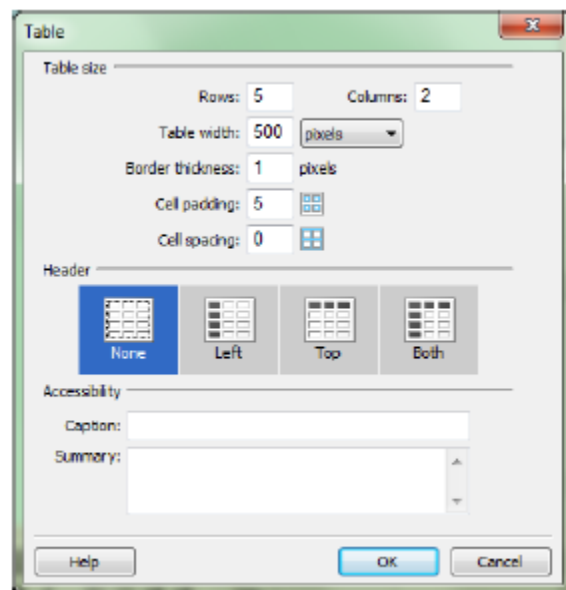 Table
Table size
Rows: 5 Columns: 2
Table width: 500 pixels
Border thickness: 1 pixels
Cell padding: 5
Cell spacing: 0
Header
None Left Top Both
Accessibility
Caption:
Summary:
Help OK Cancel